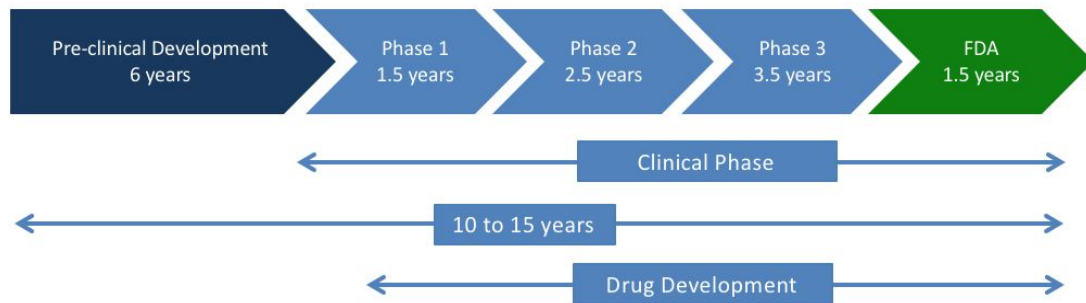 Pre-clinical Development
6 years
Phase 1
1.5 years
Phase 2
2.5 years
Phase 3
3.5 years
FDA
1.5 years
Clinical Phase
10 to 15 years
Drug Development